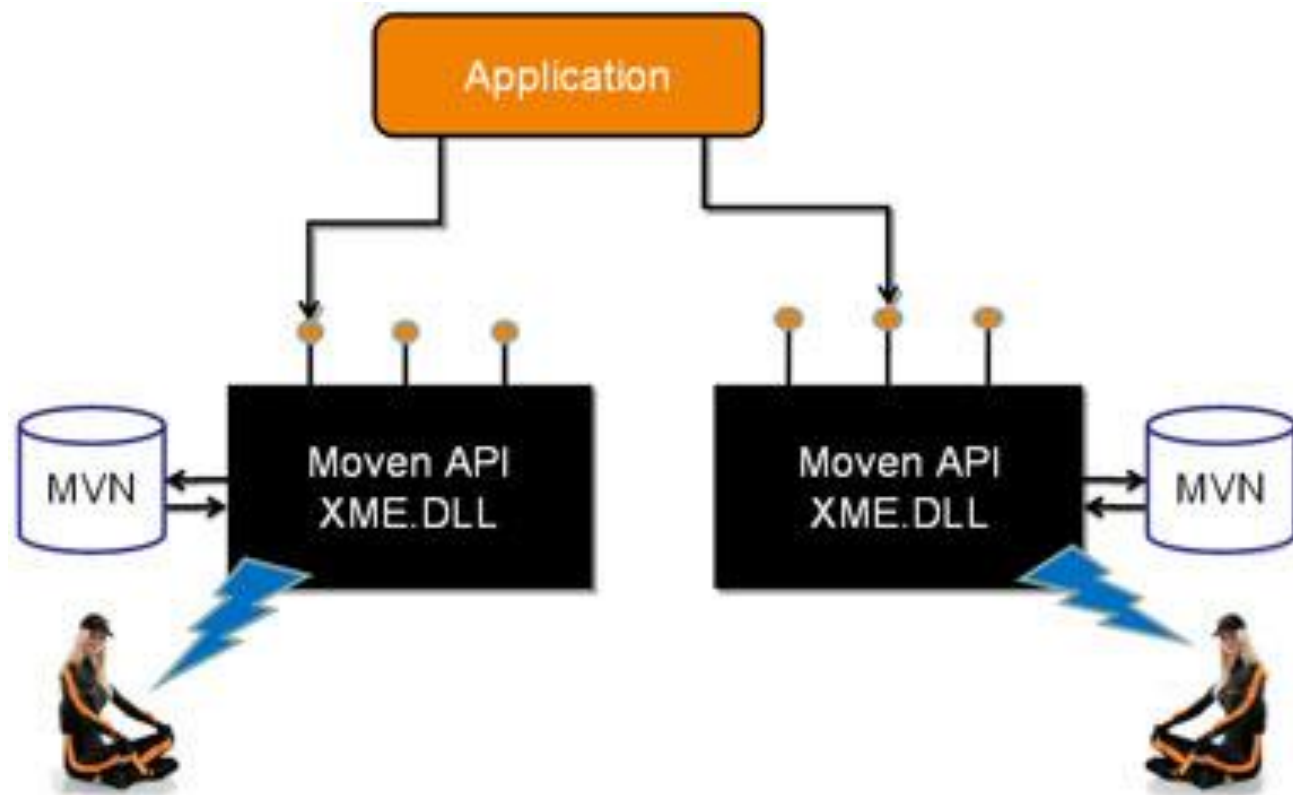 Application
Moven API
XME.DLL
MVN
Moven API
XME.DLL
MVN